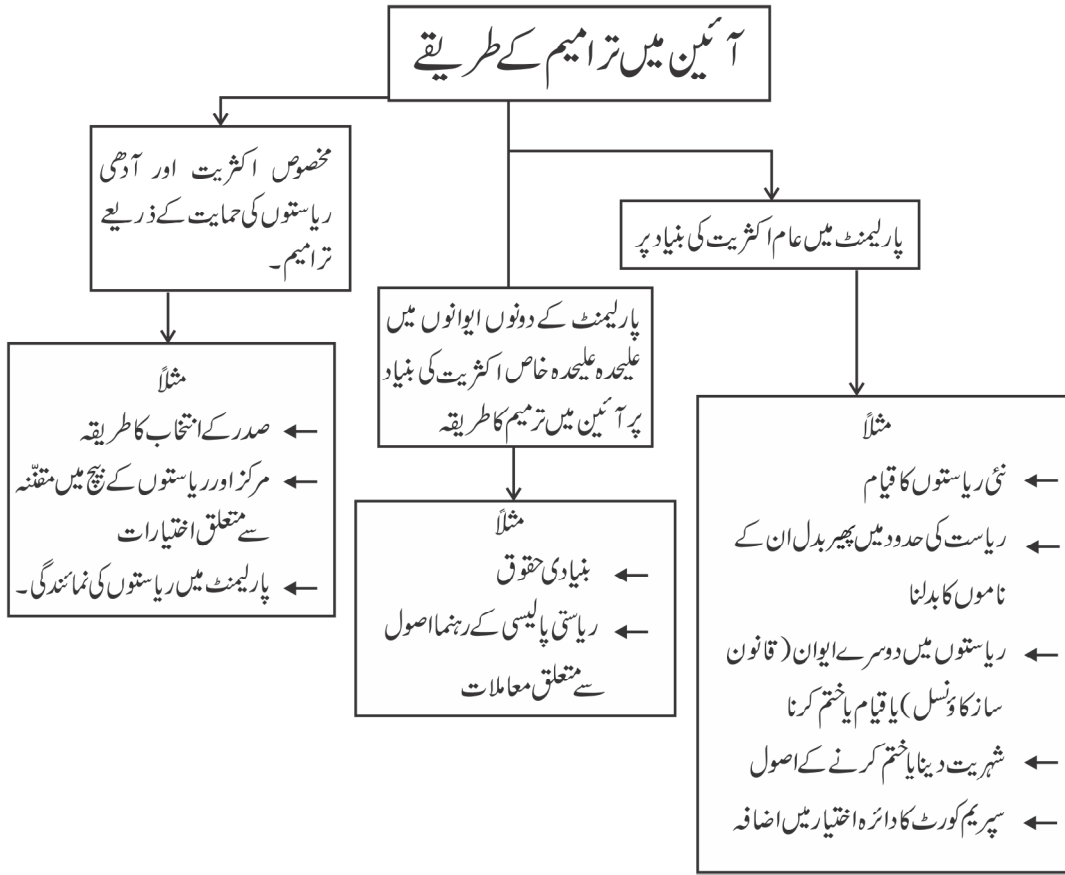 آئین میں ترامیم کے طریقے
پارلیمنٹ میں عام اکثریت کی بنیاد پر
مثلاً
نئی ریاستوں کا قیام
ریاست کی حدود میں پھیر بدل ان کے
ناموں کا بدلنا
ریاستوں میں دوسرے ایوان (قانون
ساز کاؤنسل) یا قیام یا ختم کرنا
شہریت دینا یا ختم کرنے کے اصول
سپریم کورٹ کا دائرہ اختیار میں اضافہ
پارلیمنٹ کے دونوں ایوانوں میں
علیحدہ علیحدہ خاص اکثریت کی بنیاد
پر آئین میں ترمیم کا طریقہ
مثلاً
بنیادی حقوق
ریاستی پالیسی کے رہنما اصول
سے متعلق معاملات
مخصوص اکثریت اور آدھی
ریاستوں کی حمایت کے ذریعے
ترامیم۔
مثلاً
صدر کے انتخاب کا طریقہ
مرکز اور ریاستوں کے بیچ میں مقنّنہ
سے متعلق اختیارات
پارلیمنٹ میں ریاستوں کی نمائندگی۔